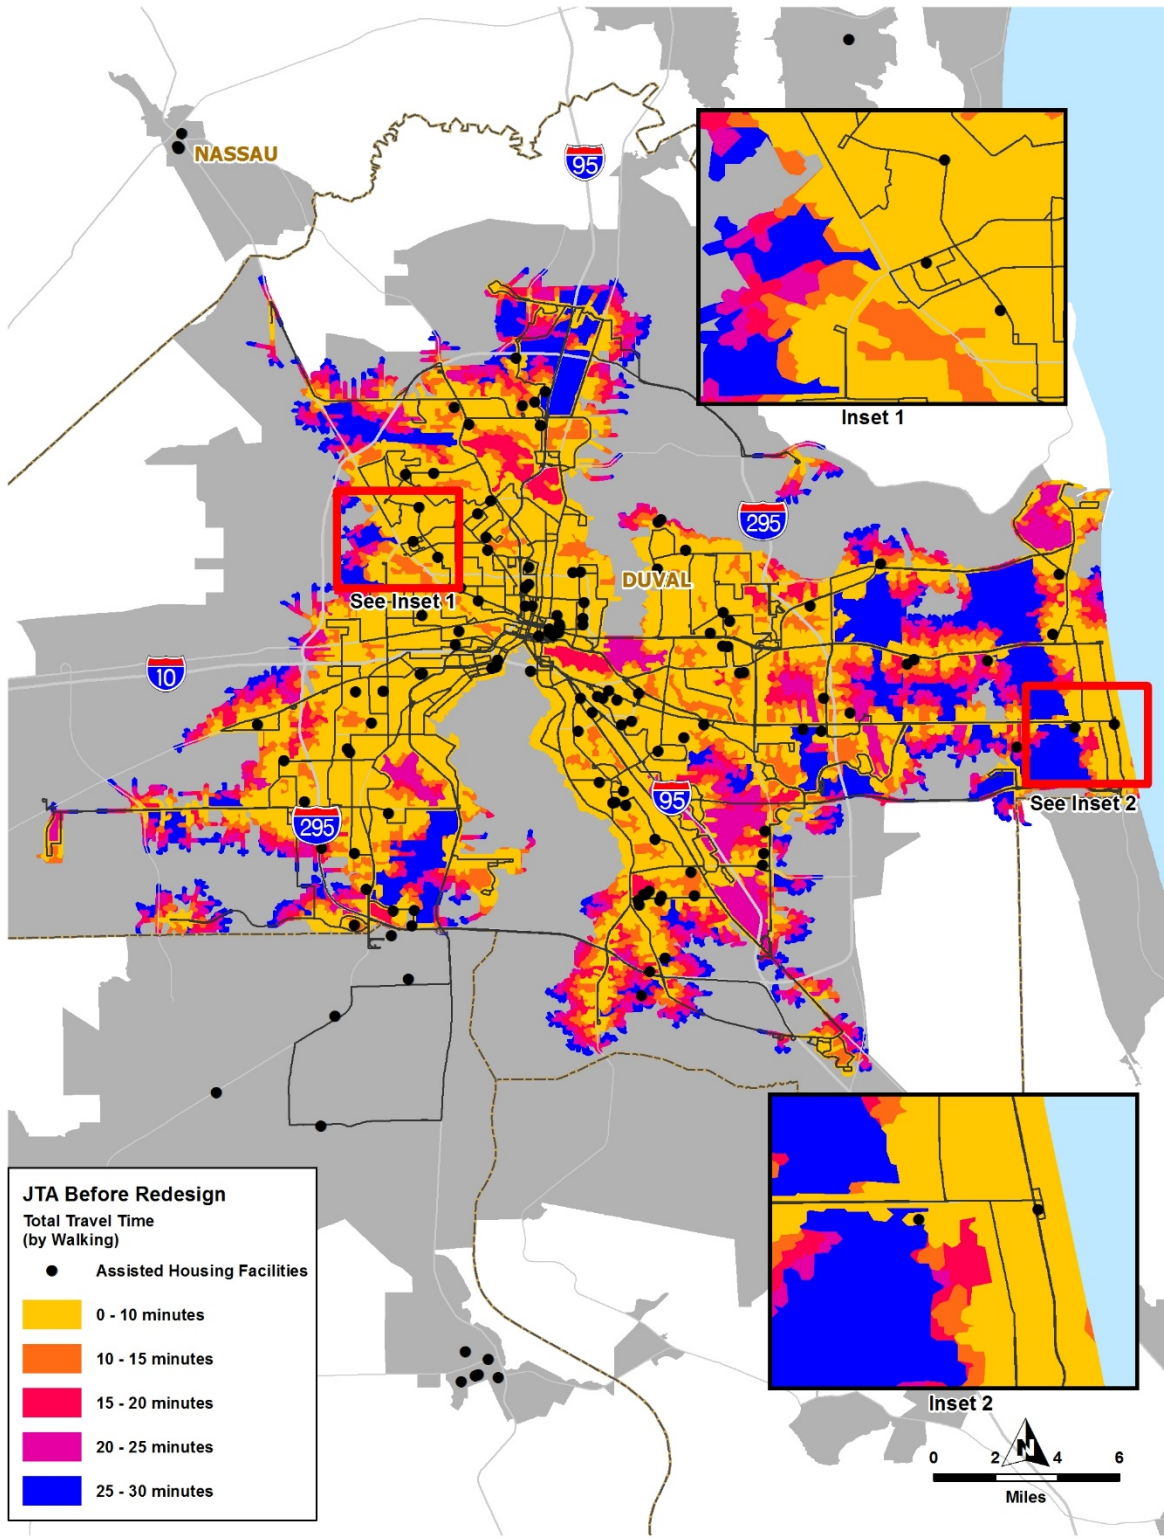 NASSAU
95
Inset 1
295
DUVAL
See Inset 1
10
95
295
See Inset 2
Inset 2
JTA Before Redesign
Total Travel Time
(by Walking)
Assisted Housing Facilities
0 - 10 minutes
10 - 15 minutes
15 - 20 minutes
20 - 25 minutes
25 - 30 minutes
N
0 2 4 6
Miles